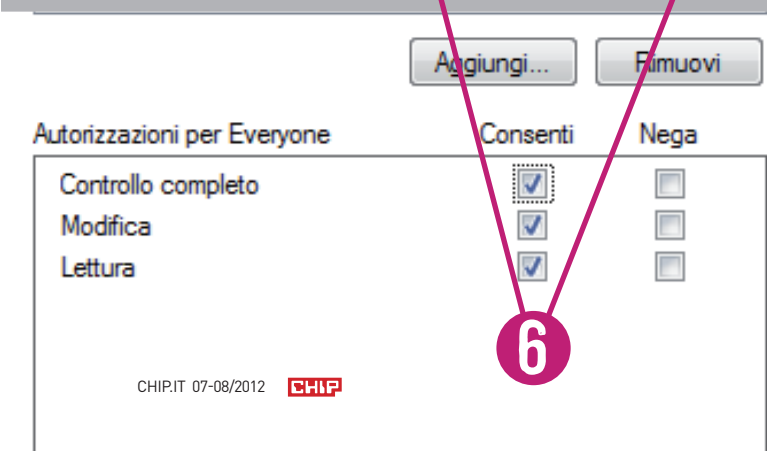 Aggiungi... Rimuovi
Autorizzazioni per Everyone Consenti Nega
Controllo completo
Modifica
Lettura
6
CHIP.IT 07-08/2012 CHIP